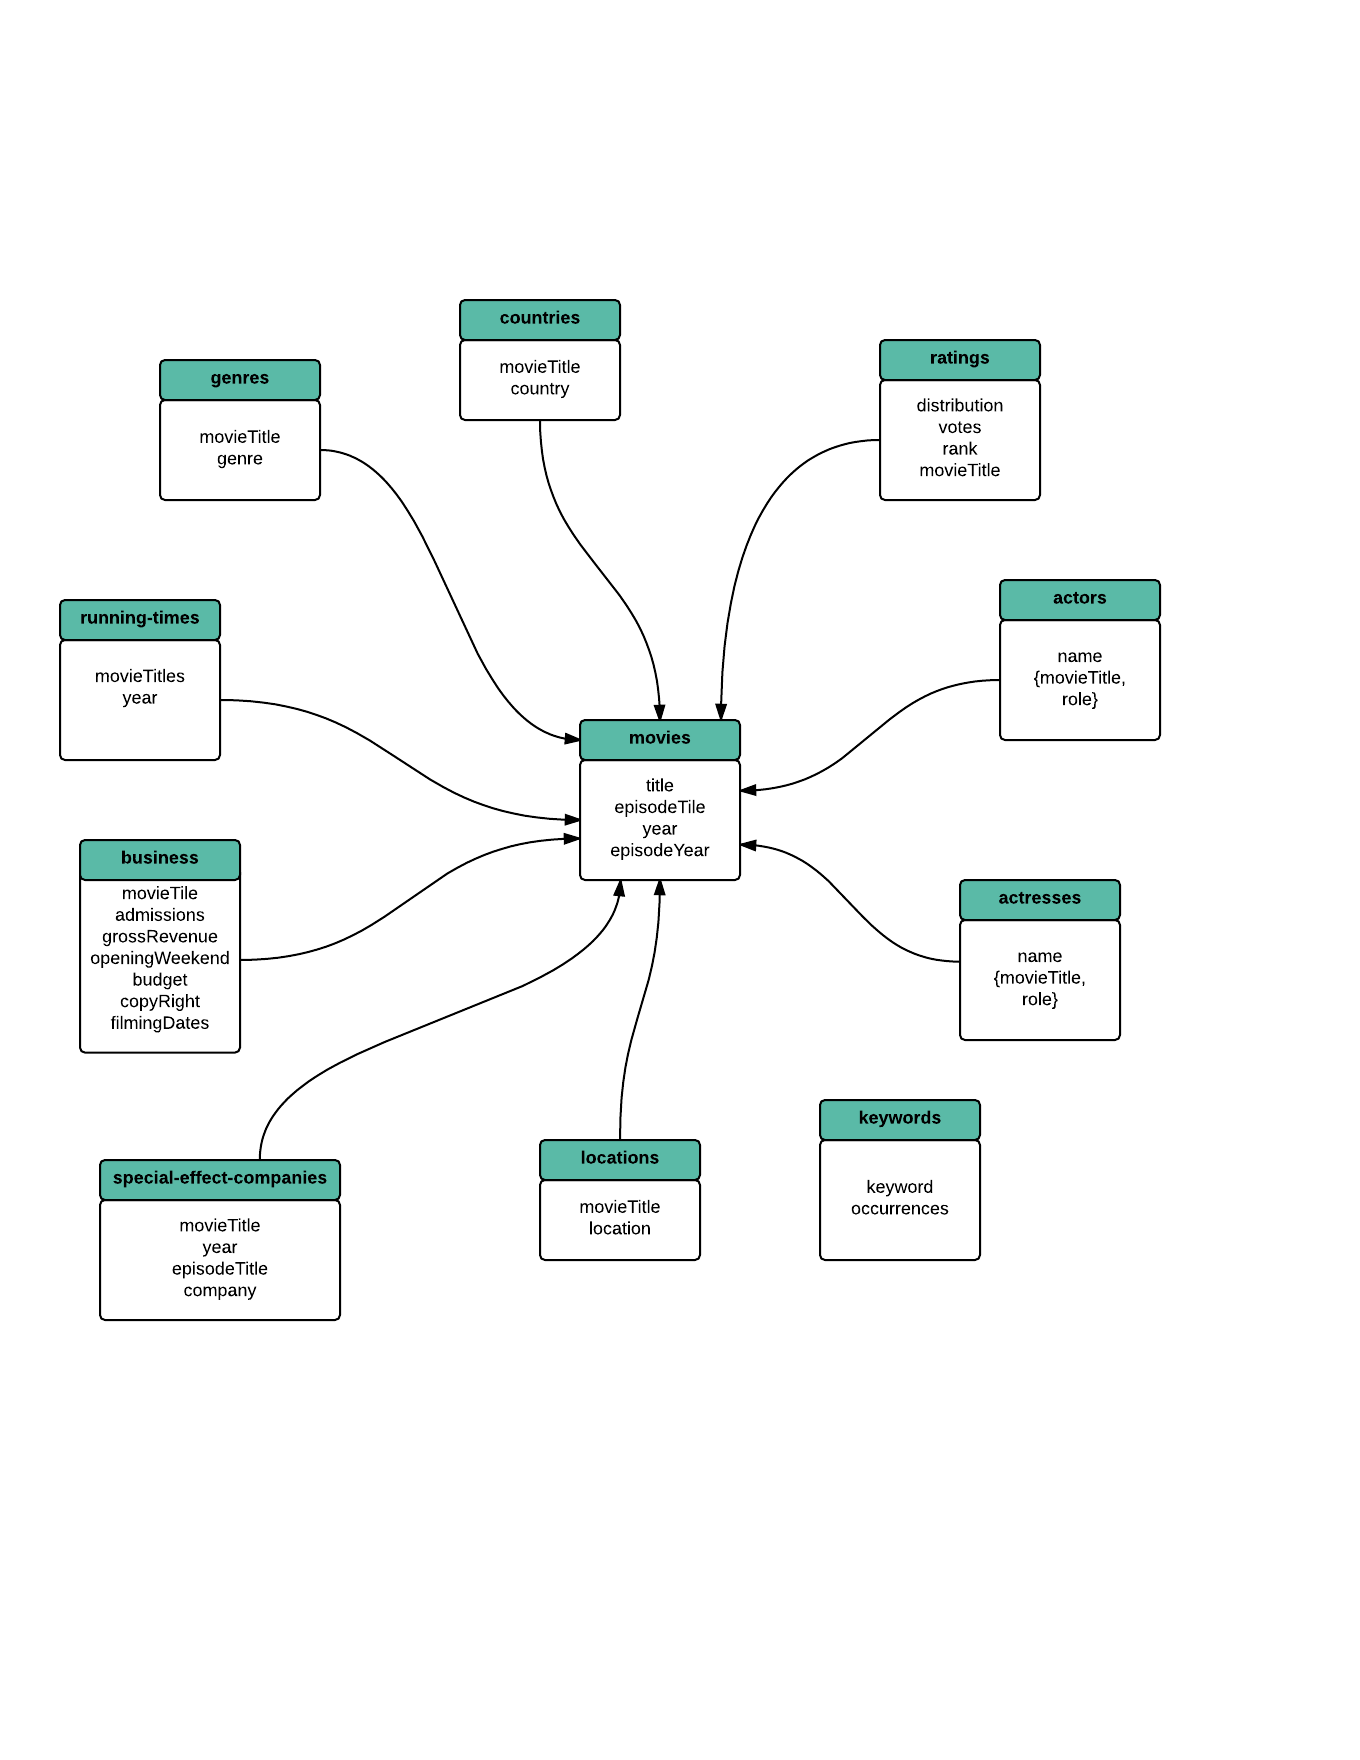 countries
movieTitle
country
ratings
distribution
votes
rank
movieTitle
genres
movieTitle
genre
actors
name
{movieTitle,
role}
running-times
movieTitles
year
movies
title
episodeTile
year
episodeYear
business
movieTile
admissions
grossRevenue
openingWeekend
budget
copyRight
filmingDates
actresses
name
{movieTitle,
role}
keywords
keyword
occurrences
locations
movieTitle
location
special-effect-companies
movieTitle
year
episodeTitle
company